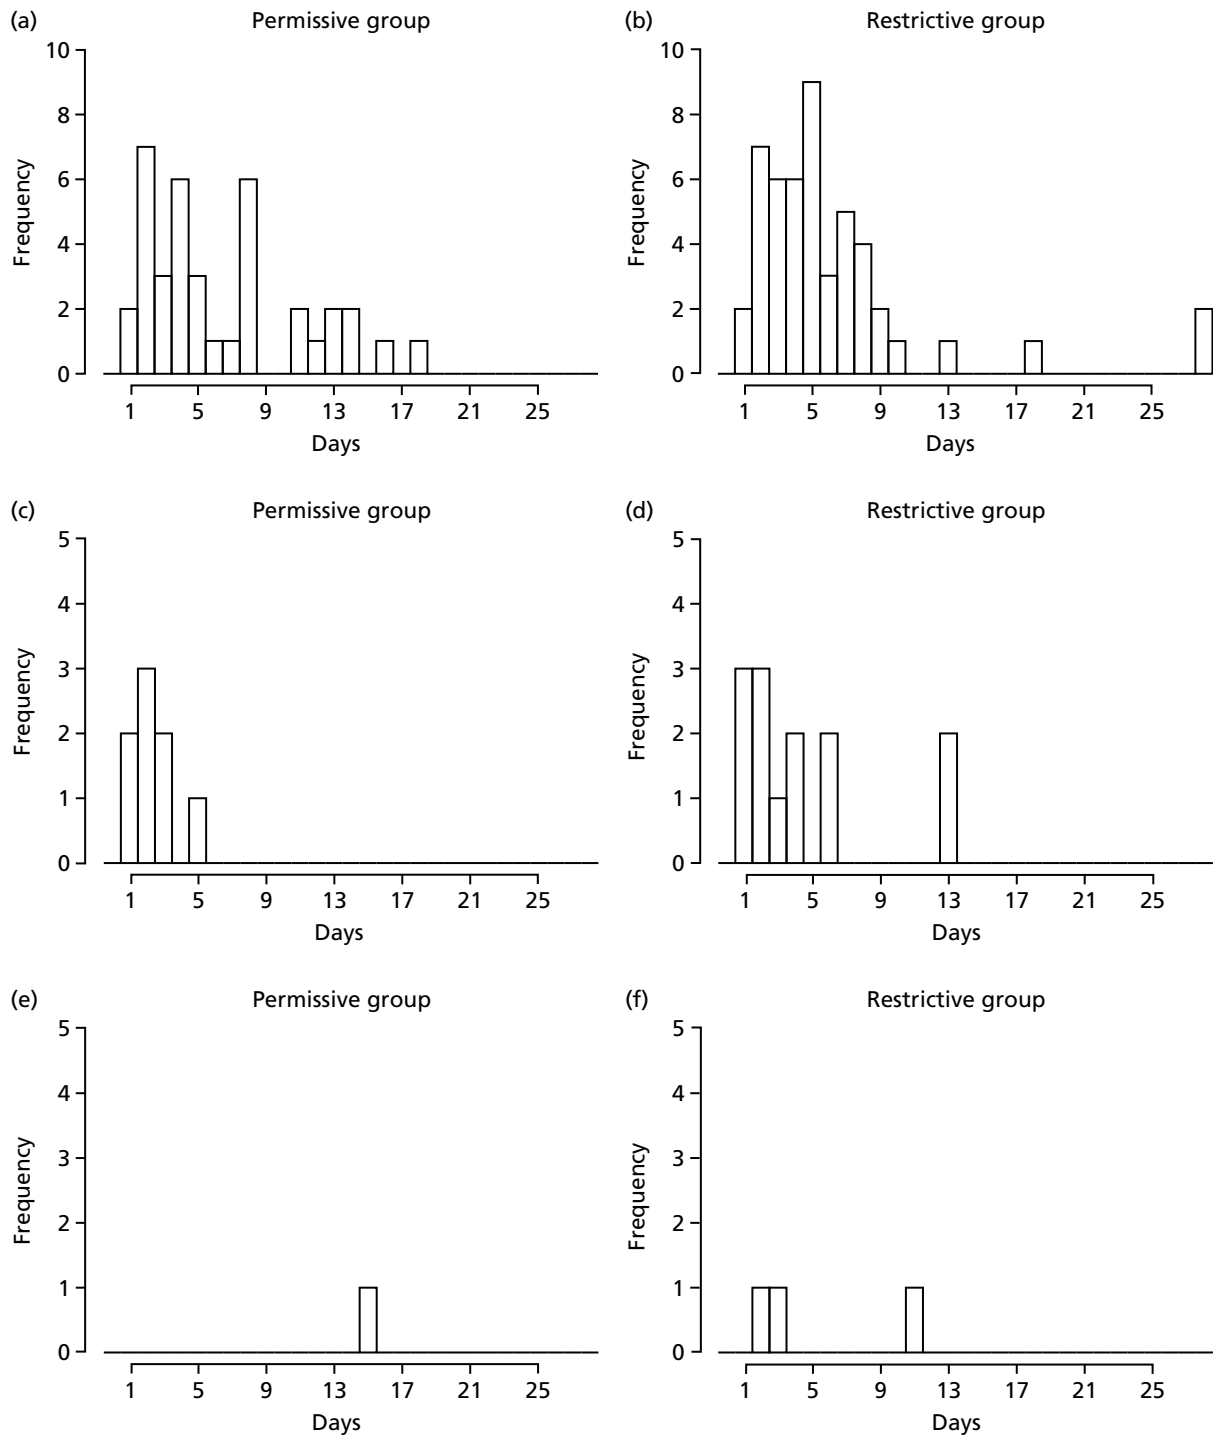 (a) Permissive group
10
8
6
4
2
0
Frequency
1 5 9 13 17 21 25
Days
(b) Restrictive group
10
8
6
4
2
0
Frequency
1 5 9 13 17 21 25
Days
(c) Permissive group
5
4
3
2
1
0
Frequency
1 5 9 13 17 21 25
Days
(d) Restrictive group
5
4
3
2
1
0
Frequency
1 5 9 13 17 21 25
Days
(e) Permissive group
5
4
3
2
1
0
Frequency
1 5 9 13 17 21 25
Days
(f) Restrictive group
5
4
3
2
1
0
Frequency
1 5 9 13 17 21 25
Days